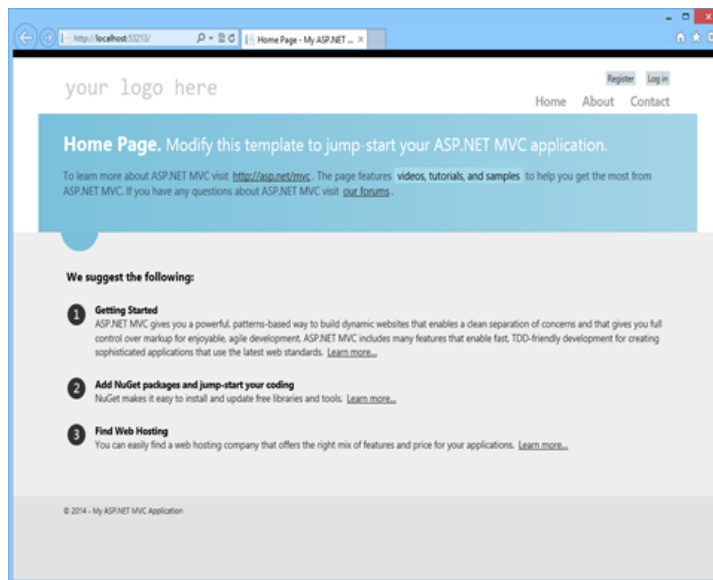 http://localhost:53213/
Home Page - My ASP.NET ...
your logo here
Register Log in
Home About Contact
Home Page. Modify this template to jump-start your ASP.NET MVC application.
To learn more about ASP.NET MVC visit http://asp.net/mvc. The page features videos, tutorials, and samples to help you get the most from
ASP.NET MVC. If you have any questions about ASP.NET MVC visit our forums.
We suggest the following:
1 Getting Started
ASP.NET MVC gives you a powerful, patterns-based way to build dynamic websites that enables a clean separation of concerns and that gives you full
control over markup for enjoyable, agile development. ASP.NET MVC includes many features that enable fast, TDD-friendly development for creating
sophisticated applications that use the latest web standards. Learn more...
2 Add NuGet packages and jump-start your coding
NuGet makes it easy to install and update free libraries and tools. Learn more...
3 Find Web Hosting
You can easily find a web hosting company that offers the right mix of features and price for your applications. Learn more...
© 2014 - My ASP.NET MVC Application